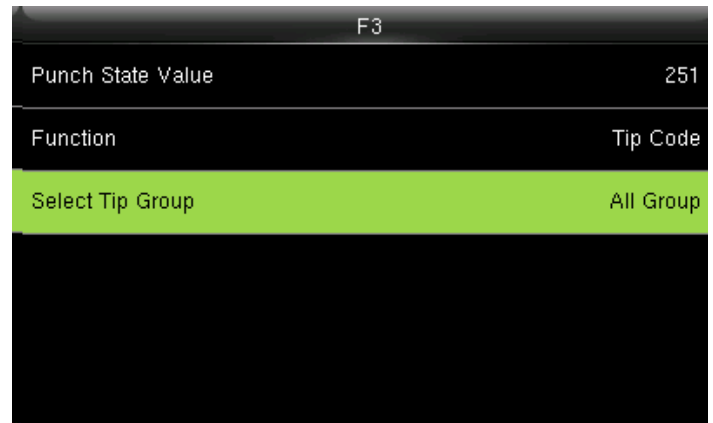 F3
Punch State Value 251
Function Tip Code
Select Tip Group All Group